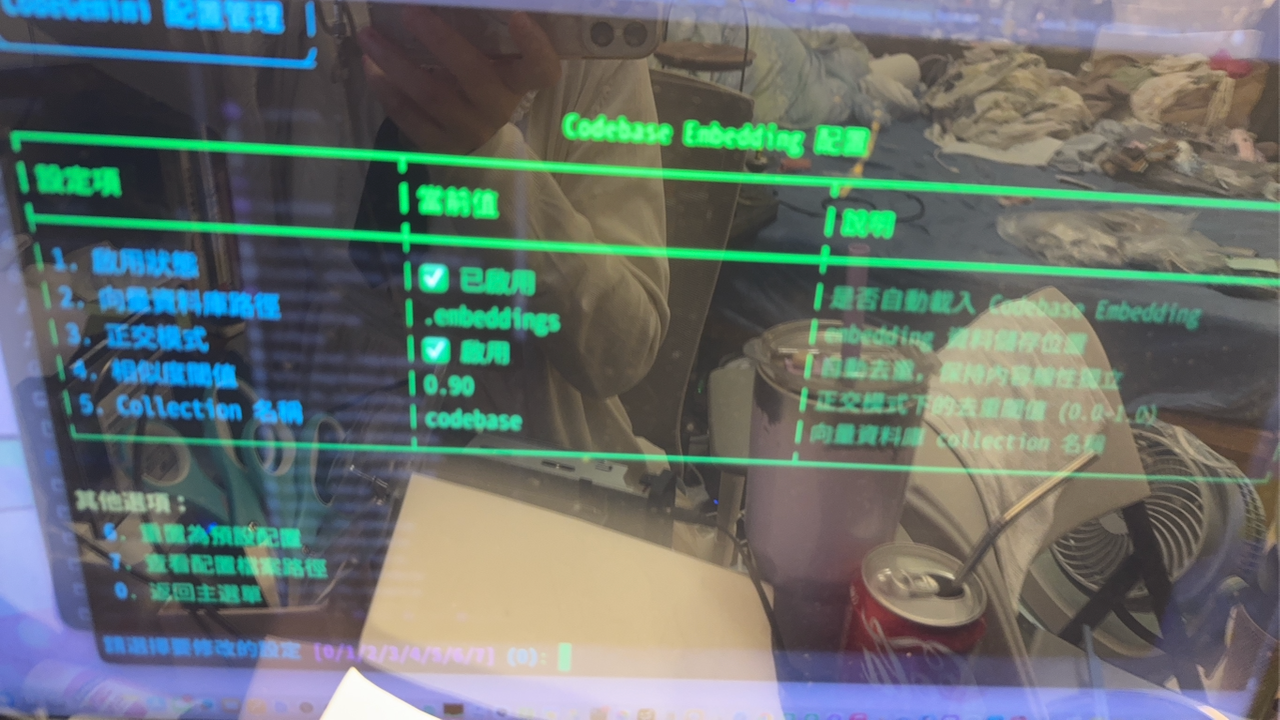 CodeGemini 配置管理
Codebase Embedding 配置
設定項 當前值 說明
1. 啟用狀態 ✅ 已啟用 是否自動載入 Codebase Embedding
2. 向量資料庫路徑 .embeddings embedding 資料儲存位置
3. 正交模式 ✅ 啟用 自動去重，保持內容線性獨立
4. 相似度閾值 0.90 正交模式下的去重閾值 (0.0-1.0)
5. Collection 名稱 codebase 向量資料庫 collection 名稱
其他選項：
6. 重置為預設配置
7. 查看配置檔案路徑
0. 返回主選單
請選擇要修改的設定 [0/1/2/3/4/5/6/7] (0):